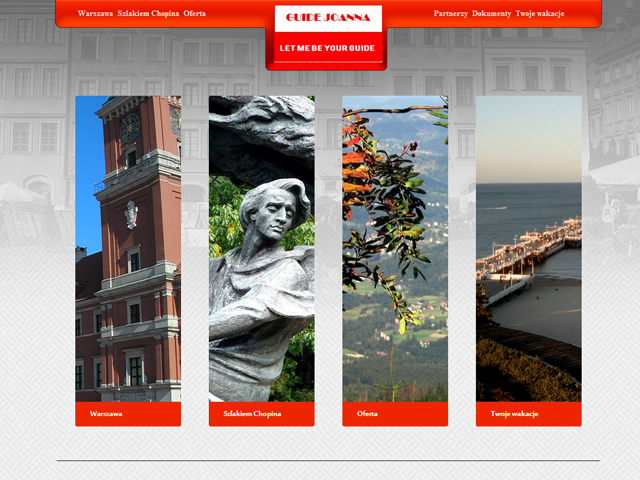 Warszawa Szlakiem Chopina Oferta
GUIDE JOANNA
LET ME BE YOUR GUIDE
Partnerzy Dokumenty Twoje wakacje
Warszawa
Szlakiem Chopina
Oferta
Twoje wakacje